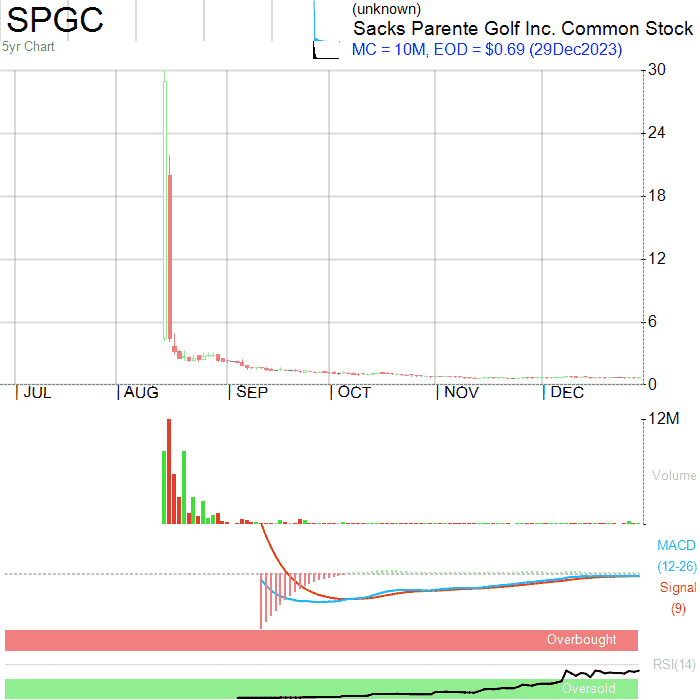 SPGC
5yr Chart
(unknown)
Sacks Parente Golf Inc. Common Stock
MC = 10M, EOD = $0.69 (29Dec2023)
30
24
18
12
6
0
JUL AUG SEP OCT NOV DEC
12M
Volume
MACD
(12-26)
Signal
(9)
Overbought
RSI(14)
Oversold